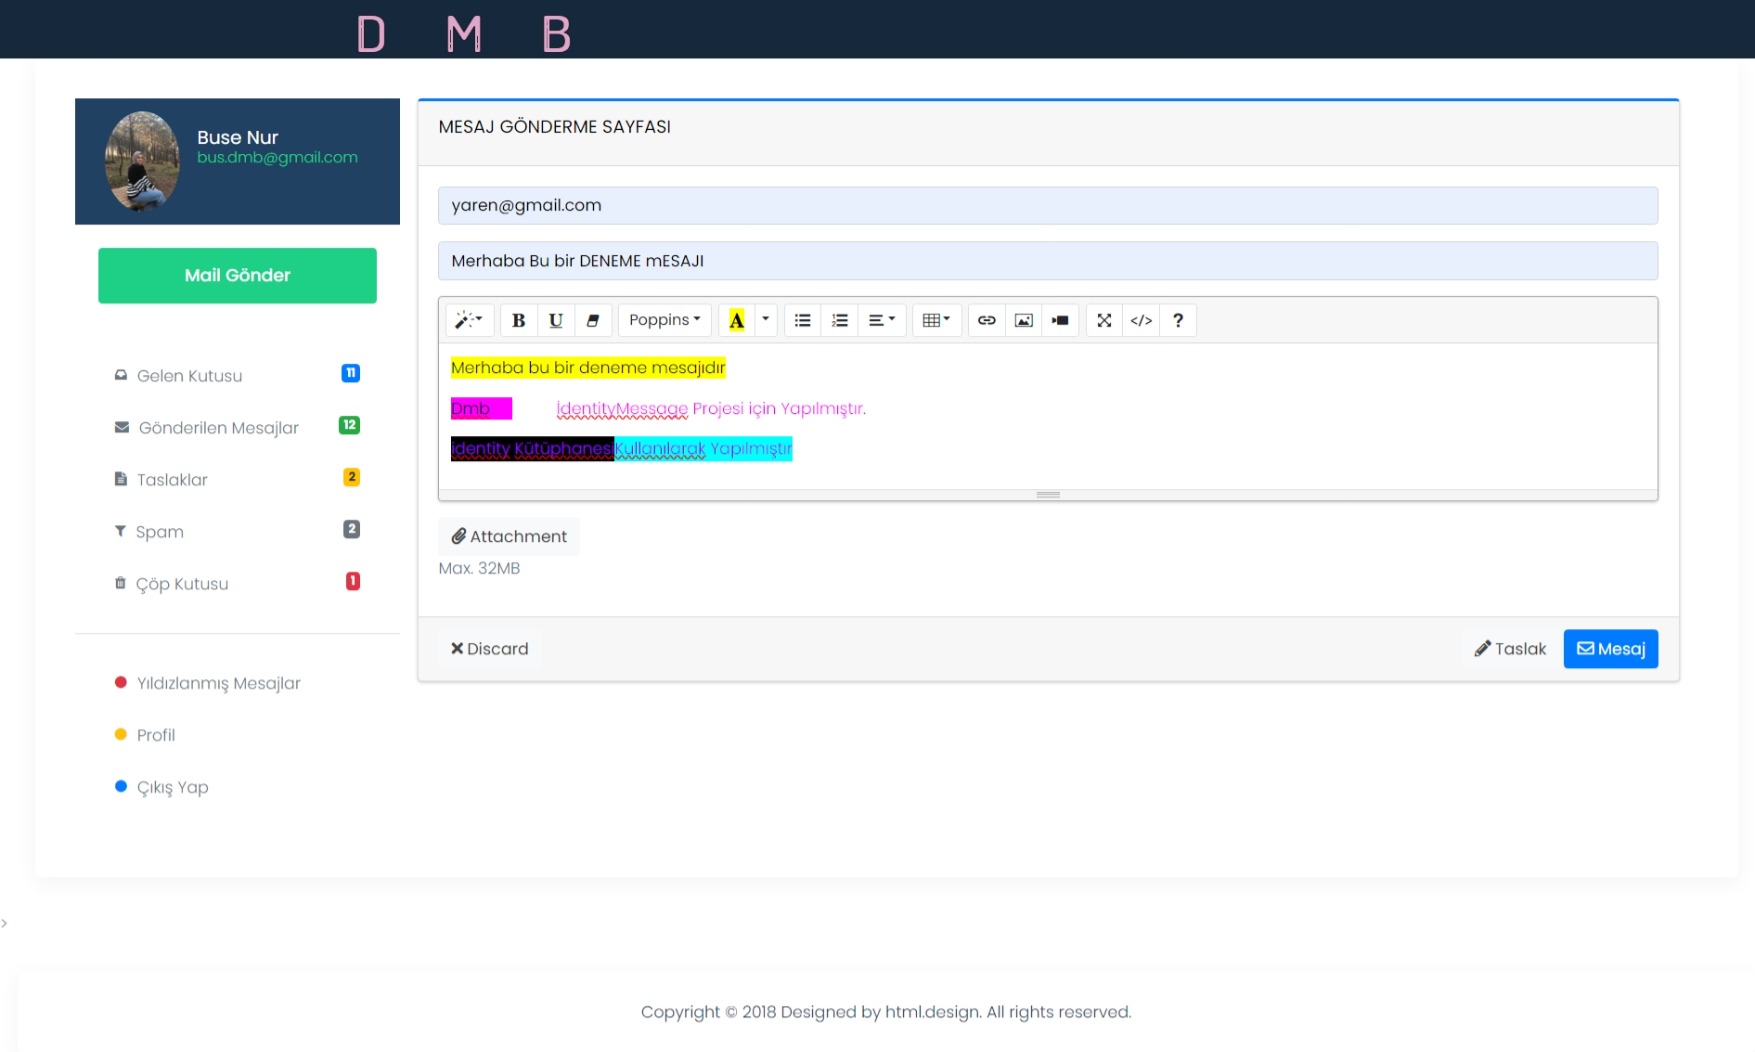 D M B
Buse Nur
bus.dmb@gmail.com
Mail Gönder
Gelen Kutusu 11
Gönderilen Mesajlar 12
Taslaklar 2
Spam 2
Çöp Kutusu 1
Yıldızlanmış Mesajlar
Profil
Çıkış Yap
MESAJ GÖNDERME SAYFASI
yaren@gmail.com
Merhaba Bu bir DENEME mESAJI
B U Poppins A </> ?
Merhaba bu bir deneme mesajıdır
Dmb İdentityMessage Projesi için Yapılmıştır.
identity KütüphanesiKullanılarak Yapılmıştır
Attachment
Max. 32MB
Discard
Taslak Mesaj
>
Copyright © 2018 Designed by html.design. All rights reserved.